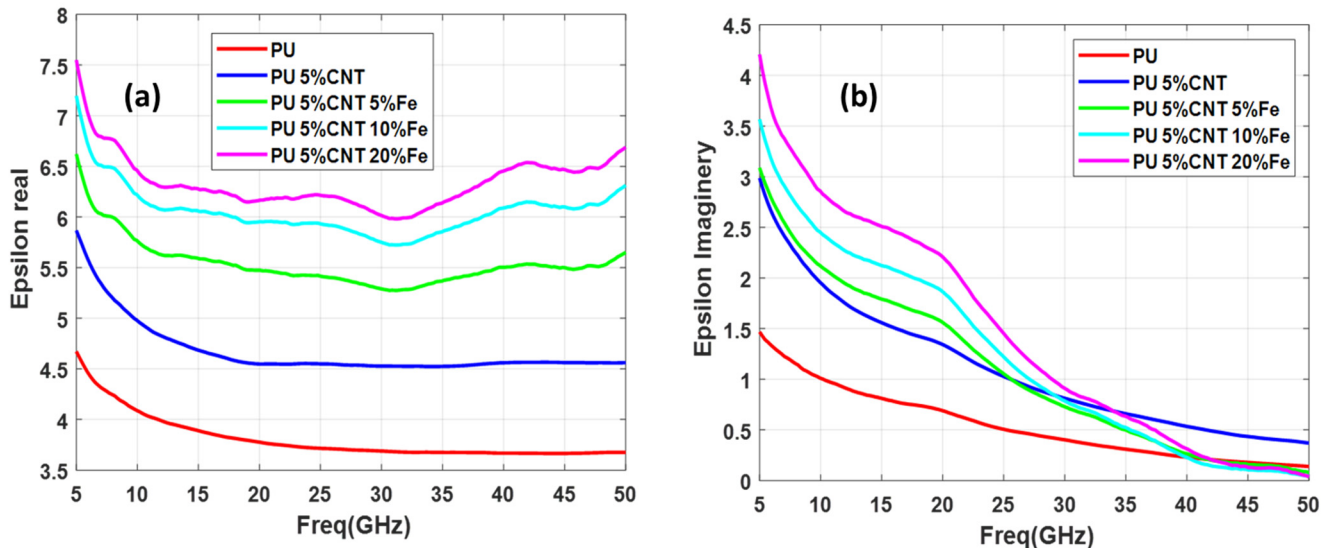 8
7.5
7
6.5
6
5.5
5
4.5
4
3.5
5 10 15 20 25 30 35 40 45 50
Epsilon real
Freq(GHz)
(a)
PU
PU 5%CNT
PU 5%CNT 5%Fe
PU 5%CNT 10%Fe
PU 5%CNT 20%Fe
4.5
4
3.5
3
2.5
2
1.5
1
0.5
0
5 10 15 20 25 30 35 40 45 50
Epsilon Imaginery
Freq(GHz)
(b)
PU
PU 5%CNT
PU 5%CNT 5%Fe
PU 5%CNT 10%Fe
PU 5%CNT 20%Fe